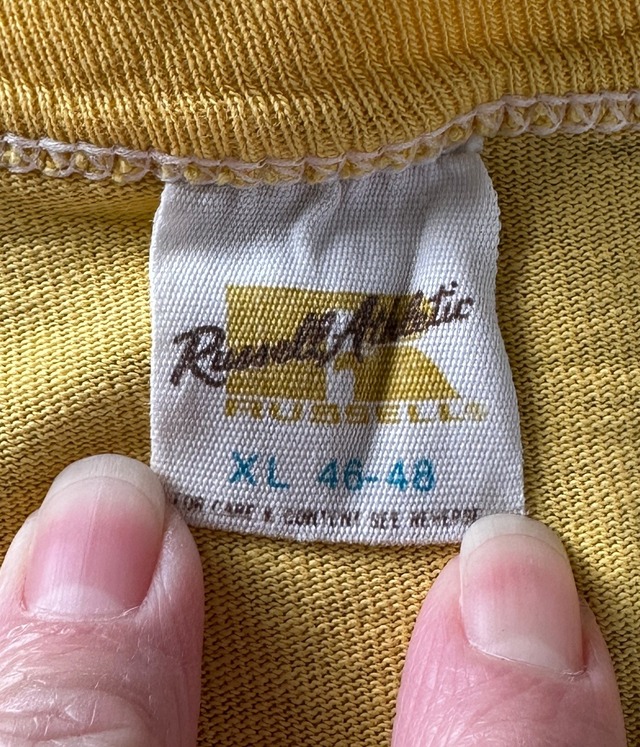 Russell Athletic
RUSSELL
XL 46-48
FOR CARE & CONTENT SEE REVERSE